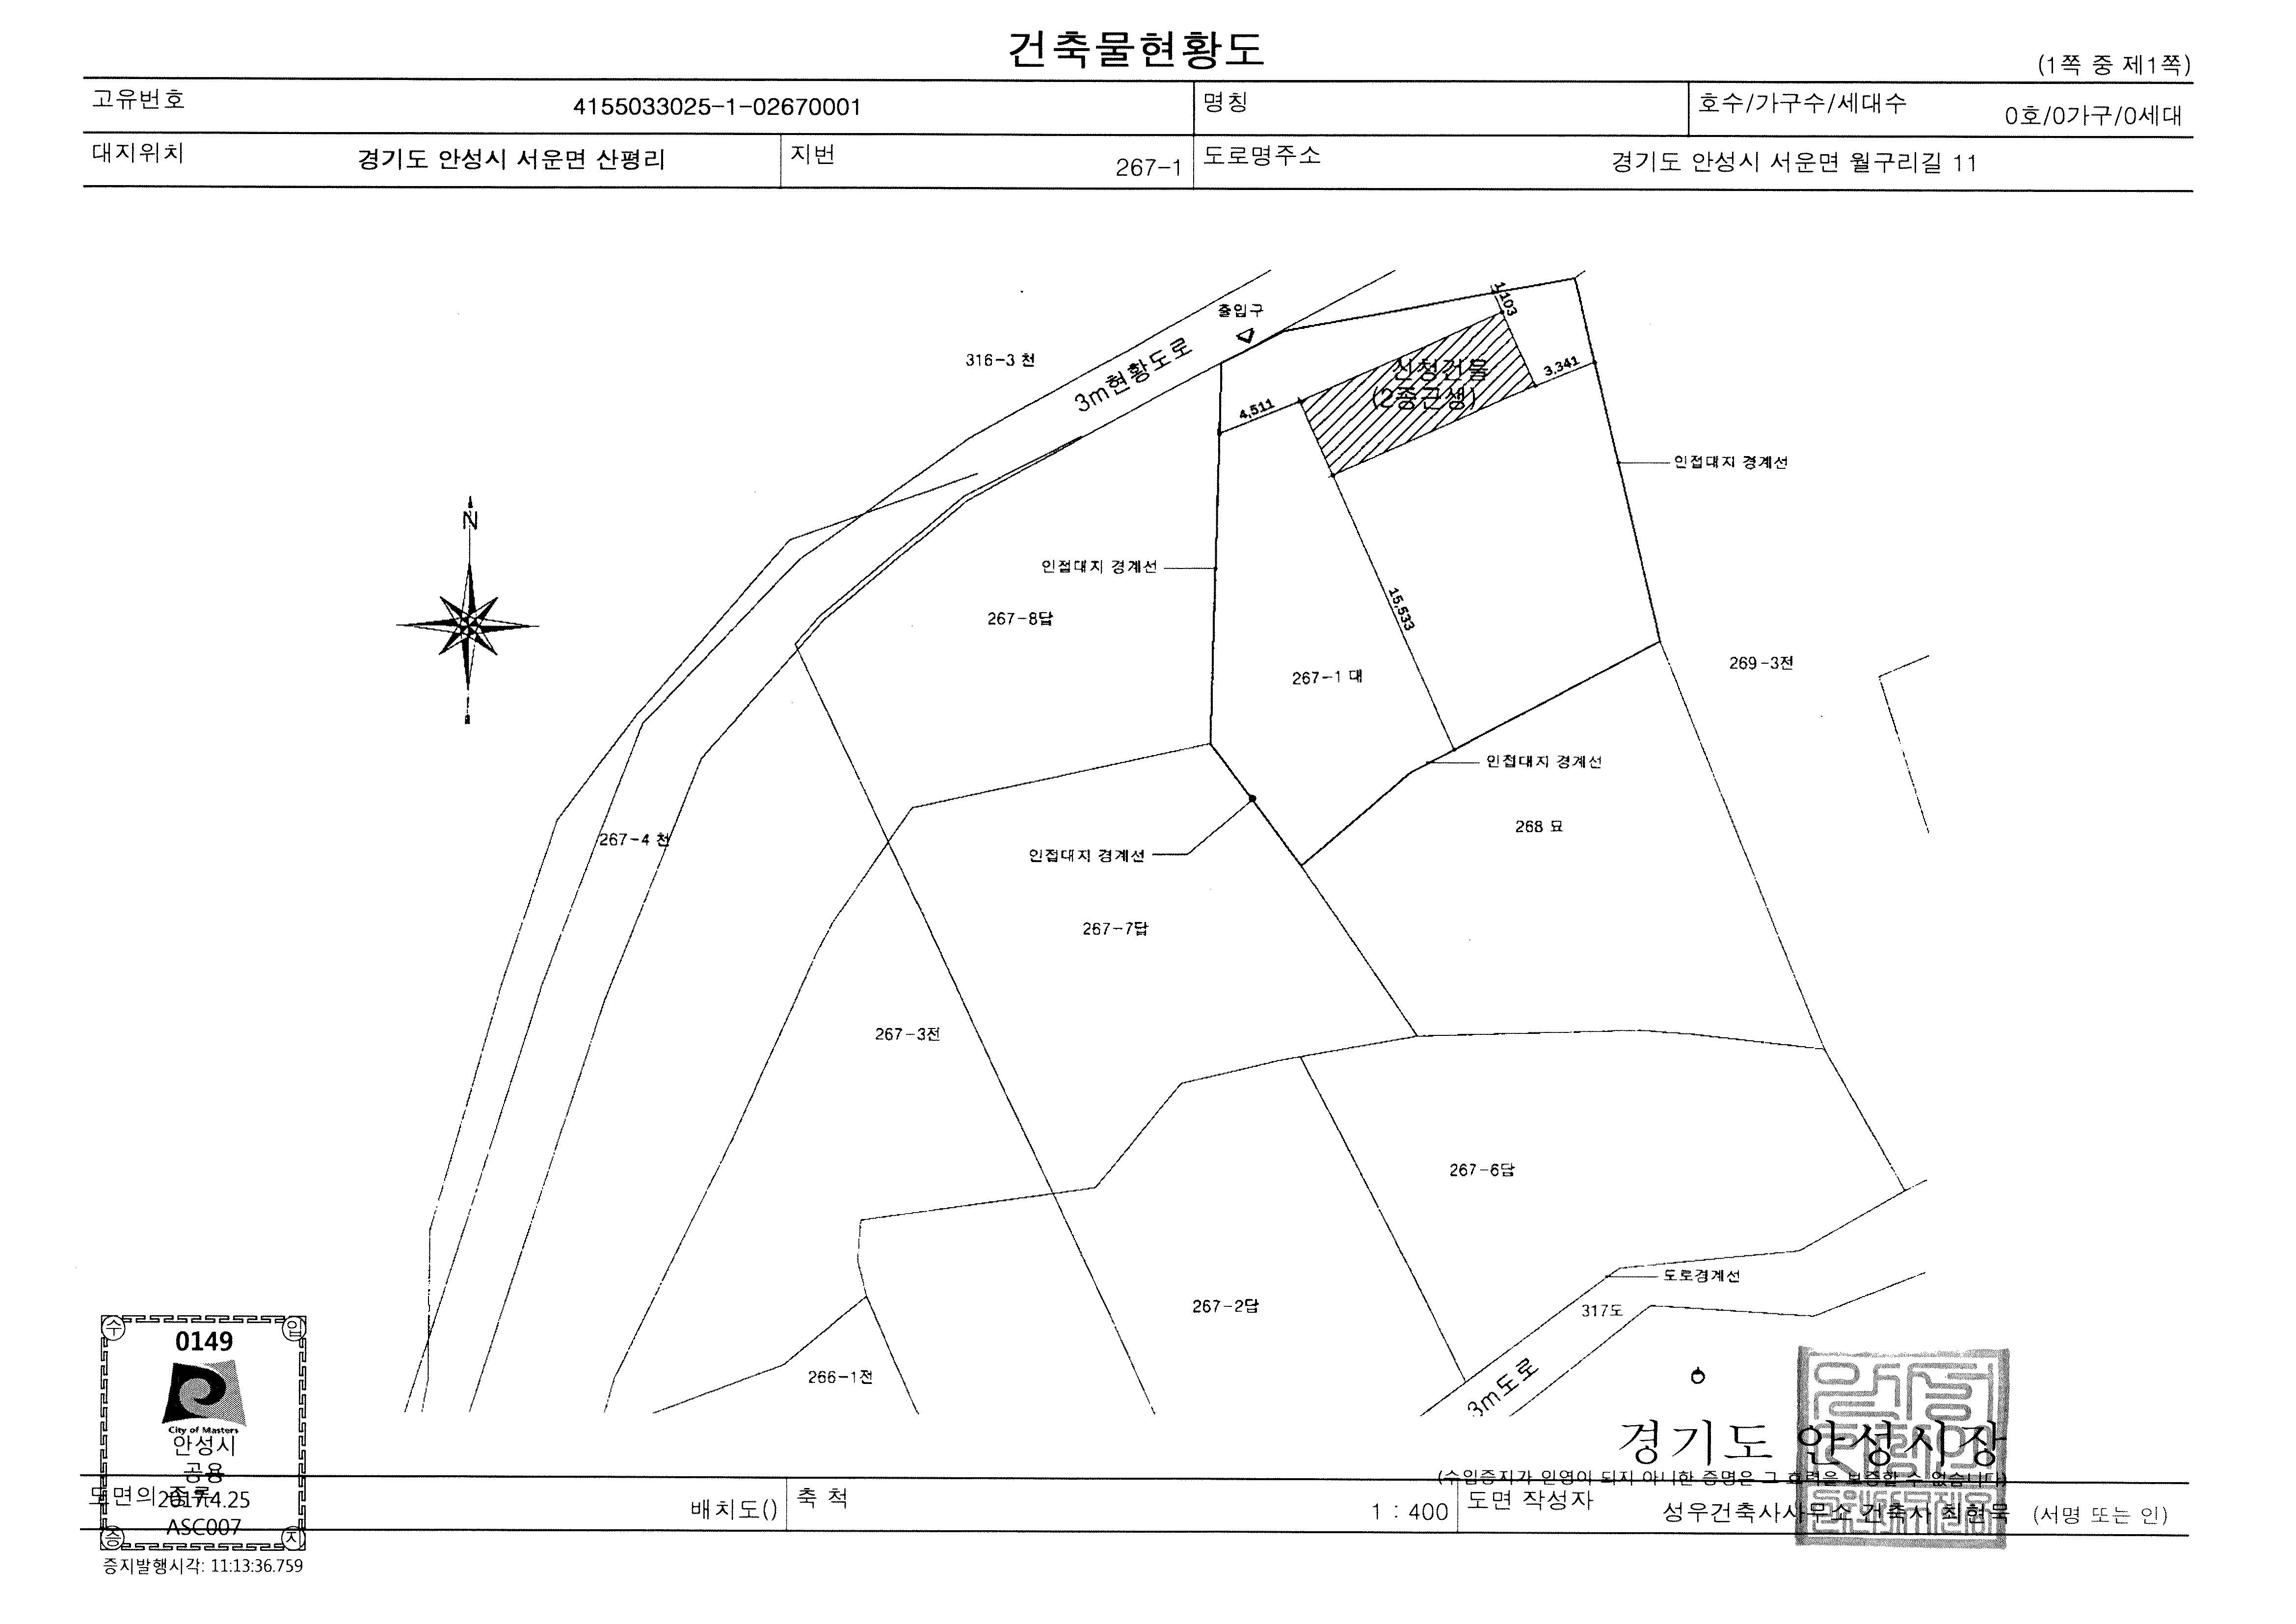 건축물현황도
(1쪽 중 제1쪽)
고유번호 4155033025-1-02670001 명칭 호수/가구수/세대수 0호/0가구/0세대
대지위치 경기도 안성시 서운면 산평리 지번 267-1 도로명주소 경기도 안성시 서운면 월구리길 11
출입구
1,103
316-3 천
3m현황도로
신청건물
(2종근생)
3,341
4,511
인접대지 경계선
N
인접대지 경계선
15,533
267-8답
267-1 대
269-3전
인접대지 경계선
268 묘
267-4 천
인접대지 경계선
267-7답
267-3전
267-6답
도로경계선
267-2답
317도
266-1전
3m도로
수 입
0149
City of Masters
안성시
공용
2017.4.25
ASC007
증 지
증지발행시각: 11:13:36.759
경기도 안성시장
(수입증지가 인영이 되지 아니한 증명은 그 효력을 보증할 수 없습니다)
도면의 종류 배치도() 축 척 1 : 400 도면 작성자 성우건축사사무소 건축사 최현묵 (서명 또는 인)